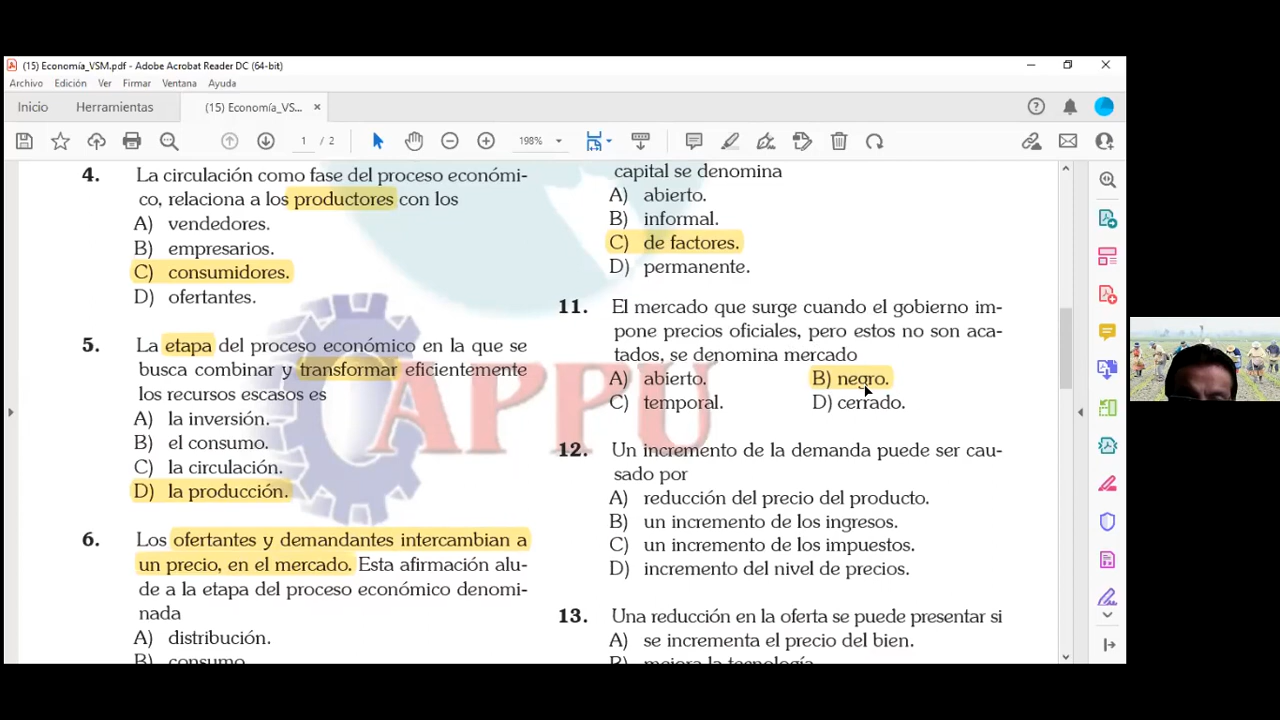 (15) Economía_VSM.pdf - Adobe Acrobat Reader DC (64-bit)
Archivo Edición Ver Firmar Ventana Ayuda
Inicio Herramientas (15) Economía_VS... ×
1 / 2 198%
4. La circulación como fase del proceso económi-
co, relaciona a los productores con los
A) vendedores.
B) empresarios.
C) consumidores.
D) ofertantes.
5. La etapa del proceso económico en la que se
busca combinar y transformar eficientemente
los recursos escasos es
A) la inversión.
B) el consumo.
C) la circulación.
D) la producción.
6. Los ofertantes y demandantes intercambian a
un precio, en el mercado. Esta afirmación alu-
de a la etapa del proceso económico denomi-
nada
A) distribución.
B) consumo.
capital se denomina
A) abierto.
B) informal.
C) de factores.
D) permanente.
11. El mercado que surge cuando el gobierno im-
pone precios oficiales, pero estos no son aca-
tados, se denomina mercado
A) abierto. B) negro.
C) temporal. D) cerrado.
12. Un incremento de la demanda puede ser cau-
sado por
A) reducción del precio del producto.
B) un incremento de los ingresos.
C) un incremento de los impuestos.
D) incremento del nivel de precios.
13. Una reducción en la oferta se puede presentar si
A) se incrementa el precio del bien.
B) mejora la tecnología.
APPU